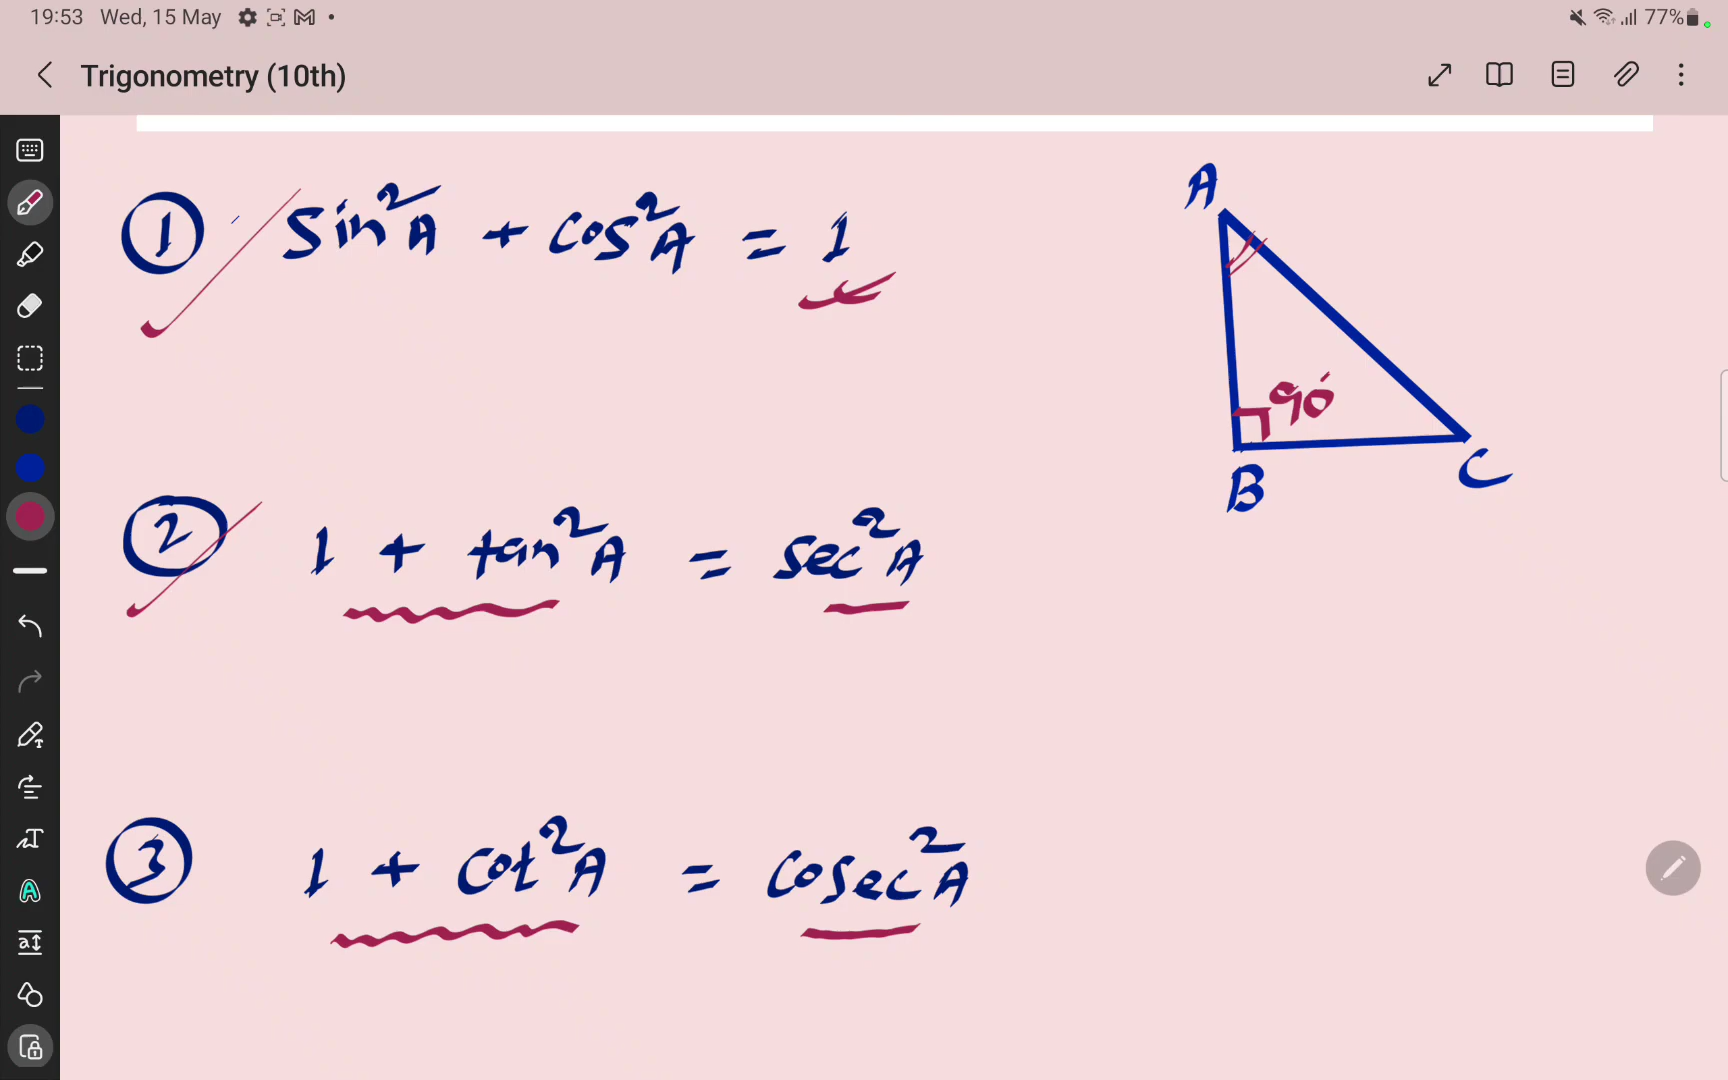 19:53 Wed, 15 May 77%
Trigonometry (10th)
① sin²A + cos²A = 1
A
90°
B
C
② 1 + tan²A = sec²A
③ 1 + cot²A = cosec²A